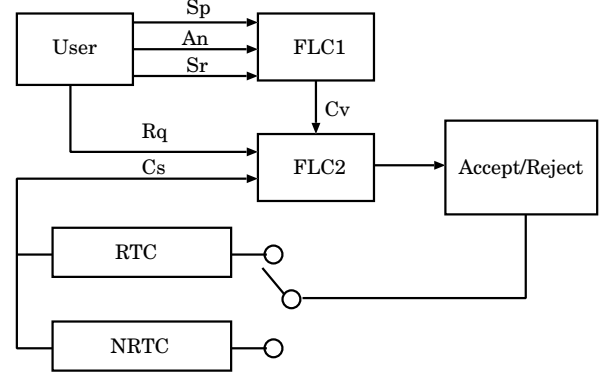 Sp
User
An
FLC1
Sr
Cv
Rq
FLC2
Accept/Reject
Cs
RTC
NRTC